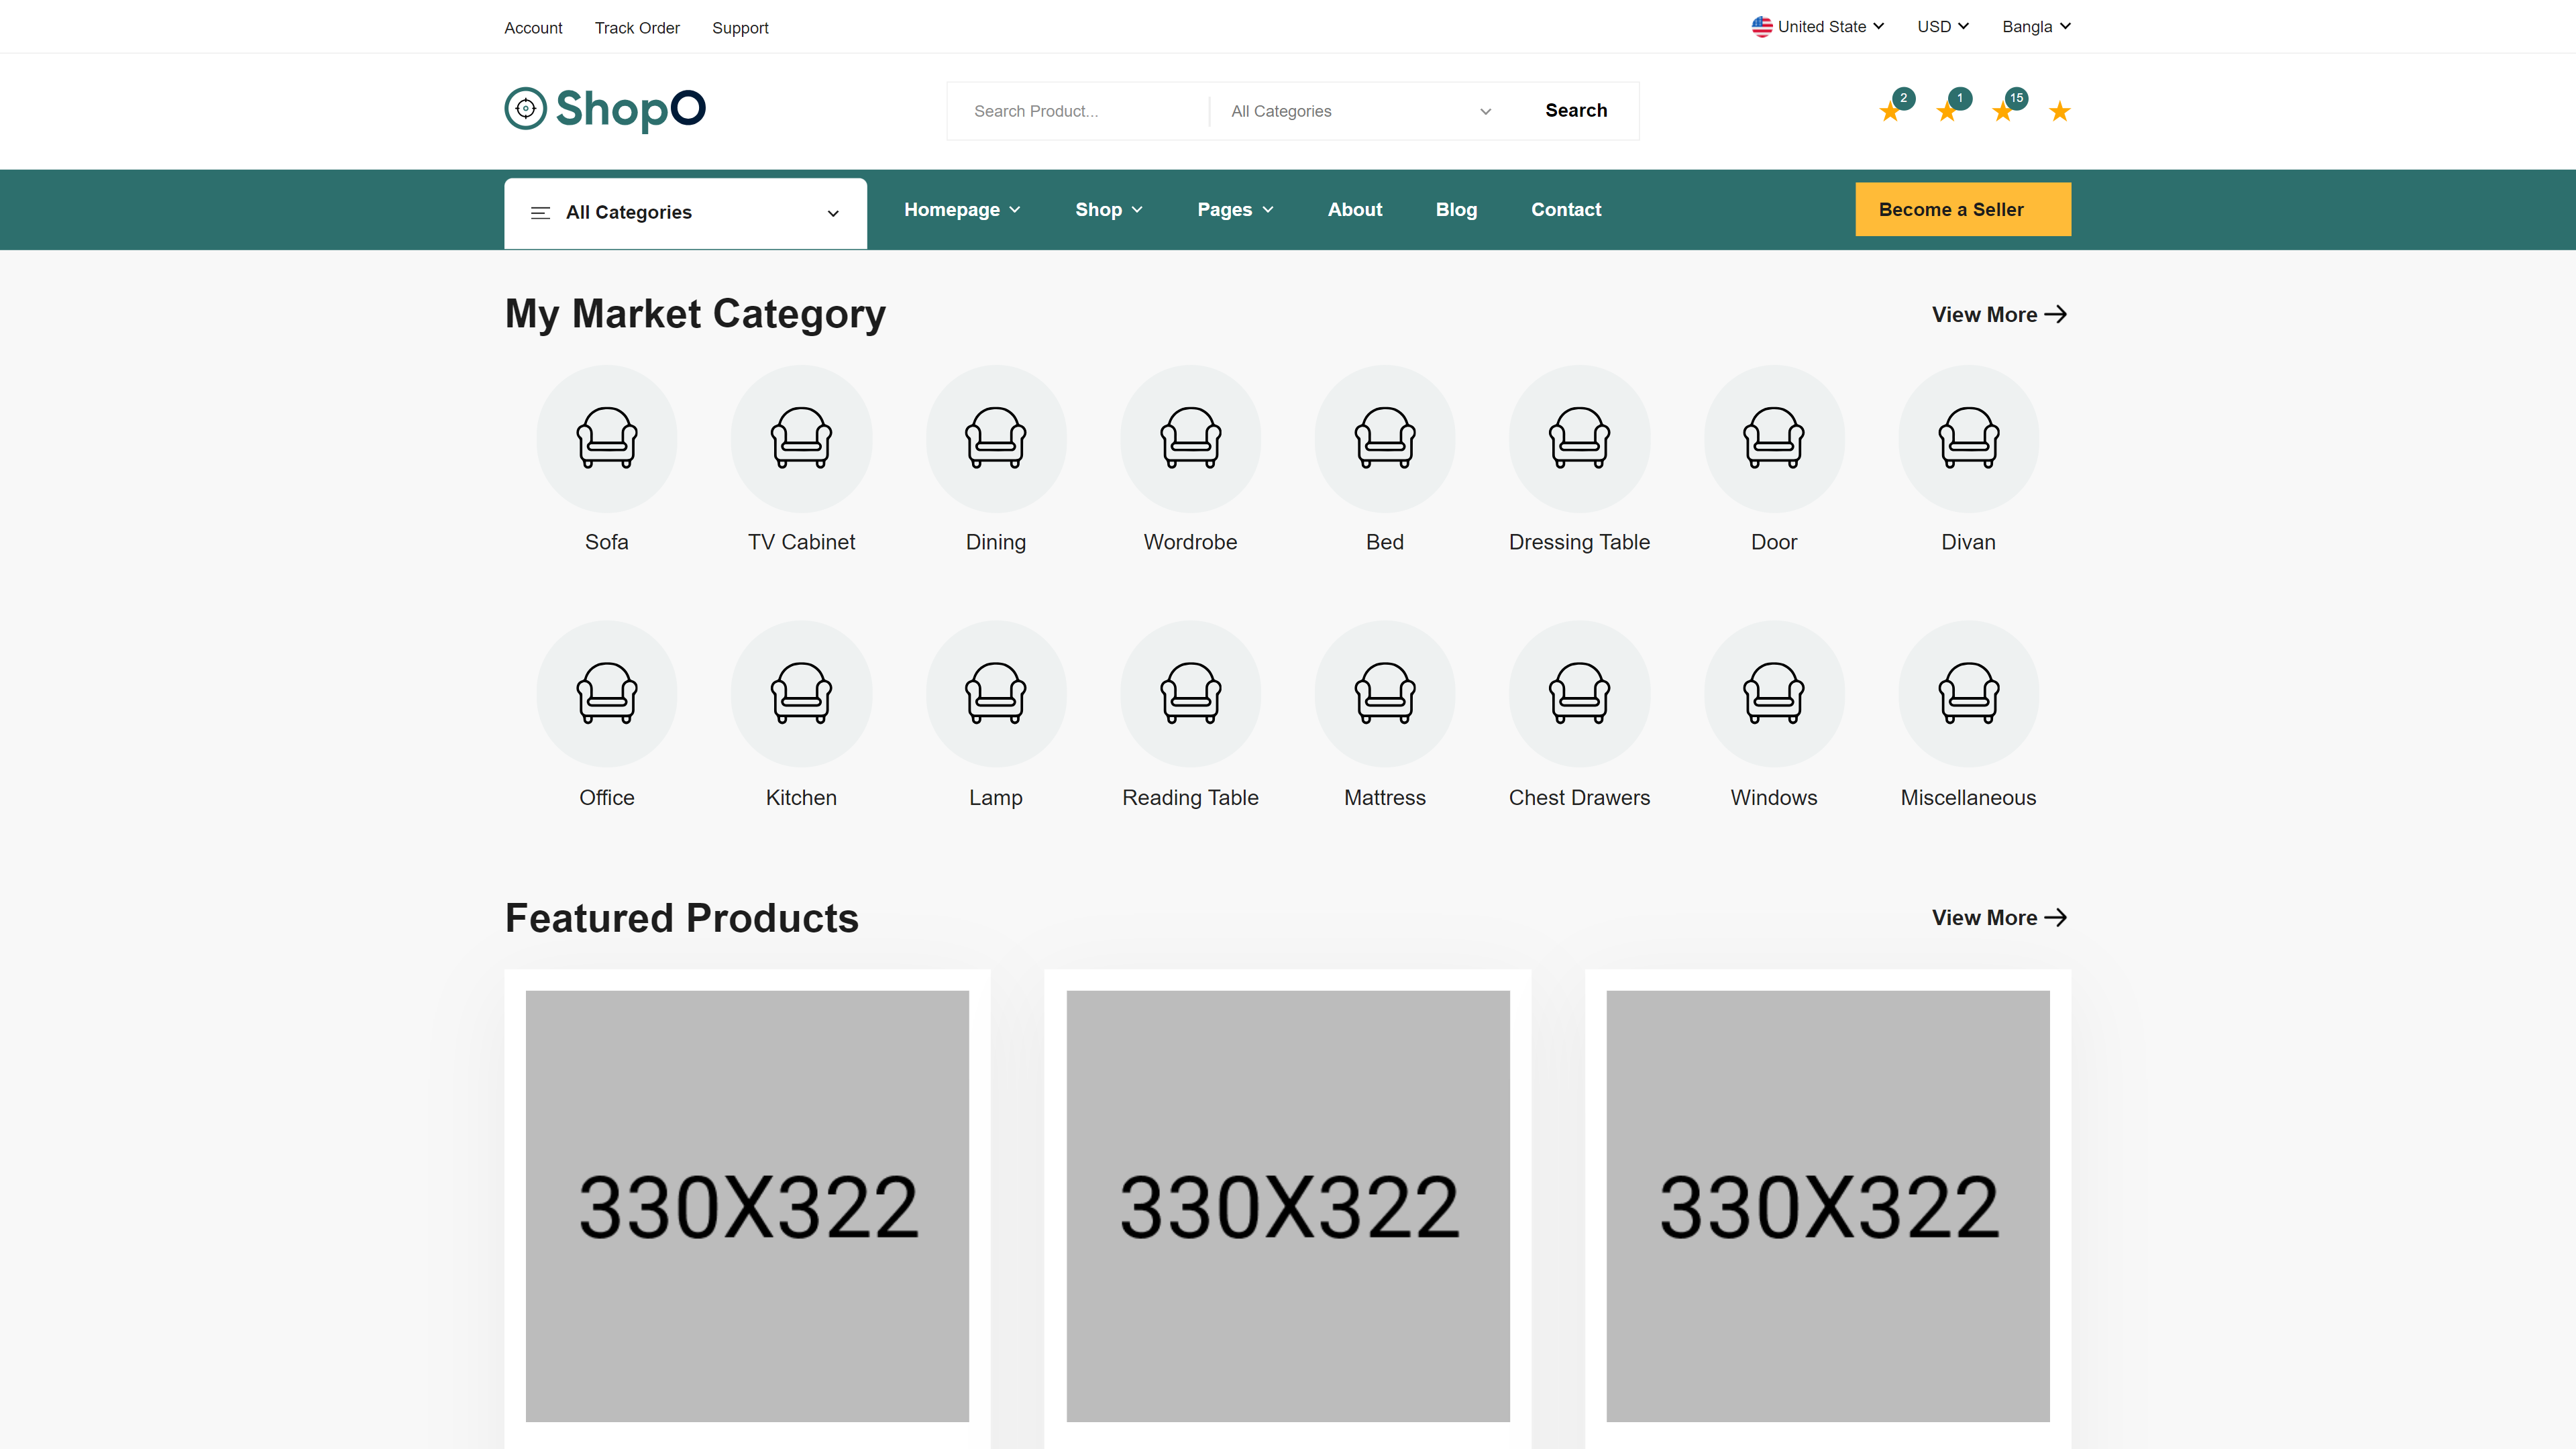 Account Track Order Support United State USD Bangla
ShopO Search Product... All Categories Search 2 1 15
All Categories Homepage Shop Pages About Blog Contact Become a Seller
My Market Category View More
Sofa TV Cabinet Dining Wordrobe Bed Dressing Table Door Divan
Office Kitchen Lamp Reading Table Mattress Chest Drawers Windows Miscellaneous
Featured Products View More
330X322 330X322 330X322